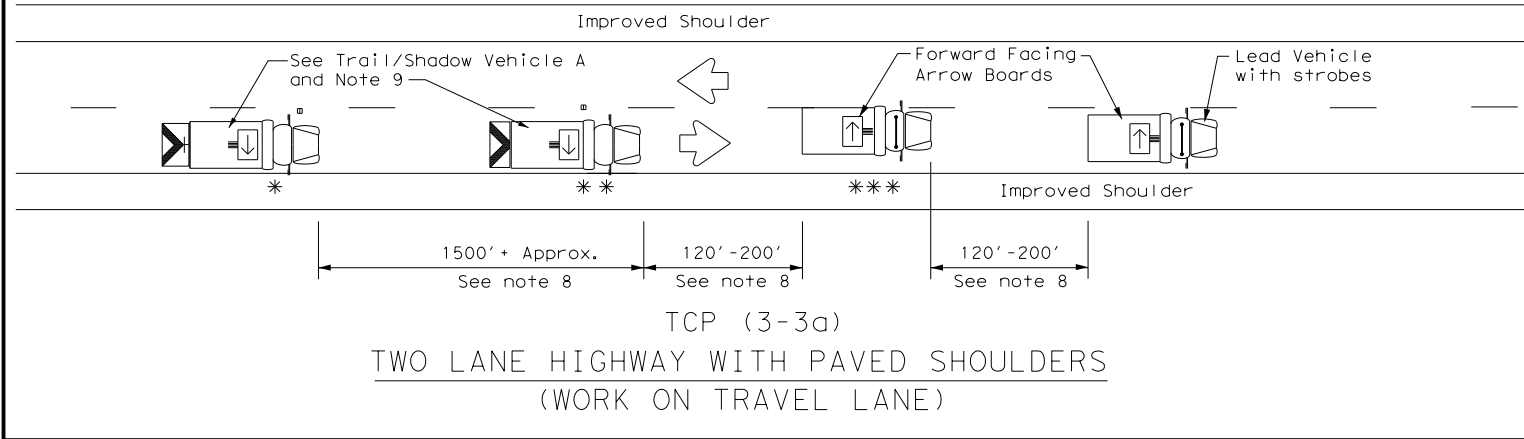 Improved Shoulder
See Trail/Shadow Vehicle A
and Note 9
Forward Facing
Arrow Boards
Lead Vehicle
with strobes
*
* *
***
Improved Shoulder
1500'+ Approx.
See note 8
120'-200'
See note 8
120'-200'
See note 8
TCP (3-3a)
TWO LANE HIGHWAY WITH PAVED SHOULDERS
(WORK ON TRAVEL LANE)